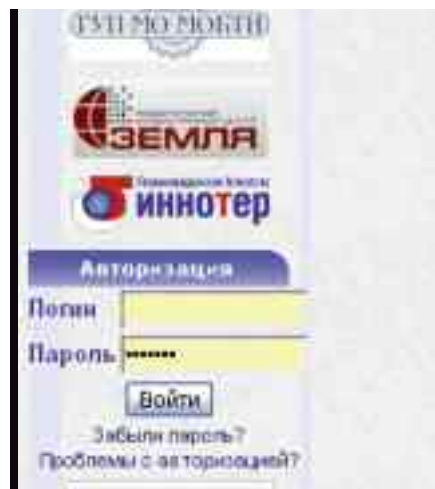 ГУП МО МОБТИ
ЗЕМЛЯ
иннотер
Авторизация
Логин
Пароль
Войти
Забыли пароль?
Проблемы с авторизацией?